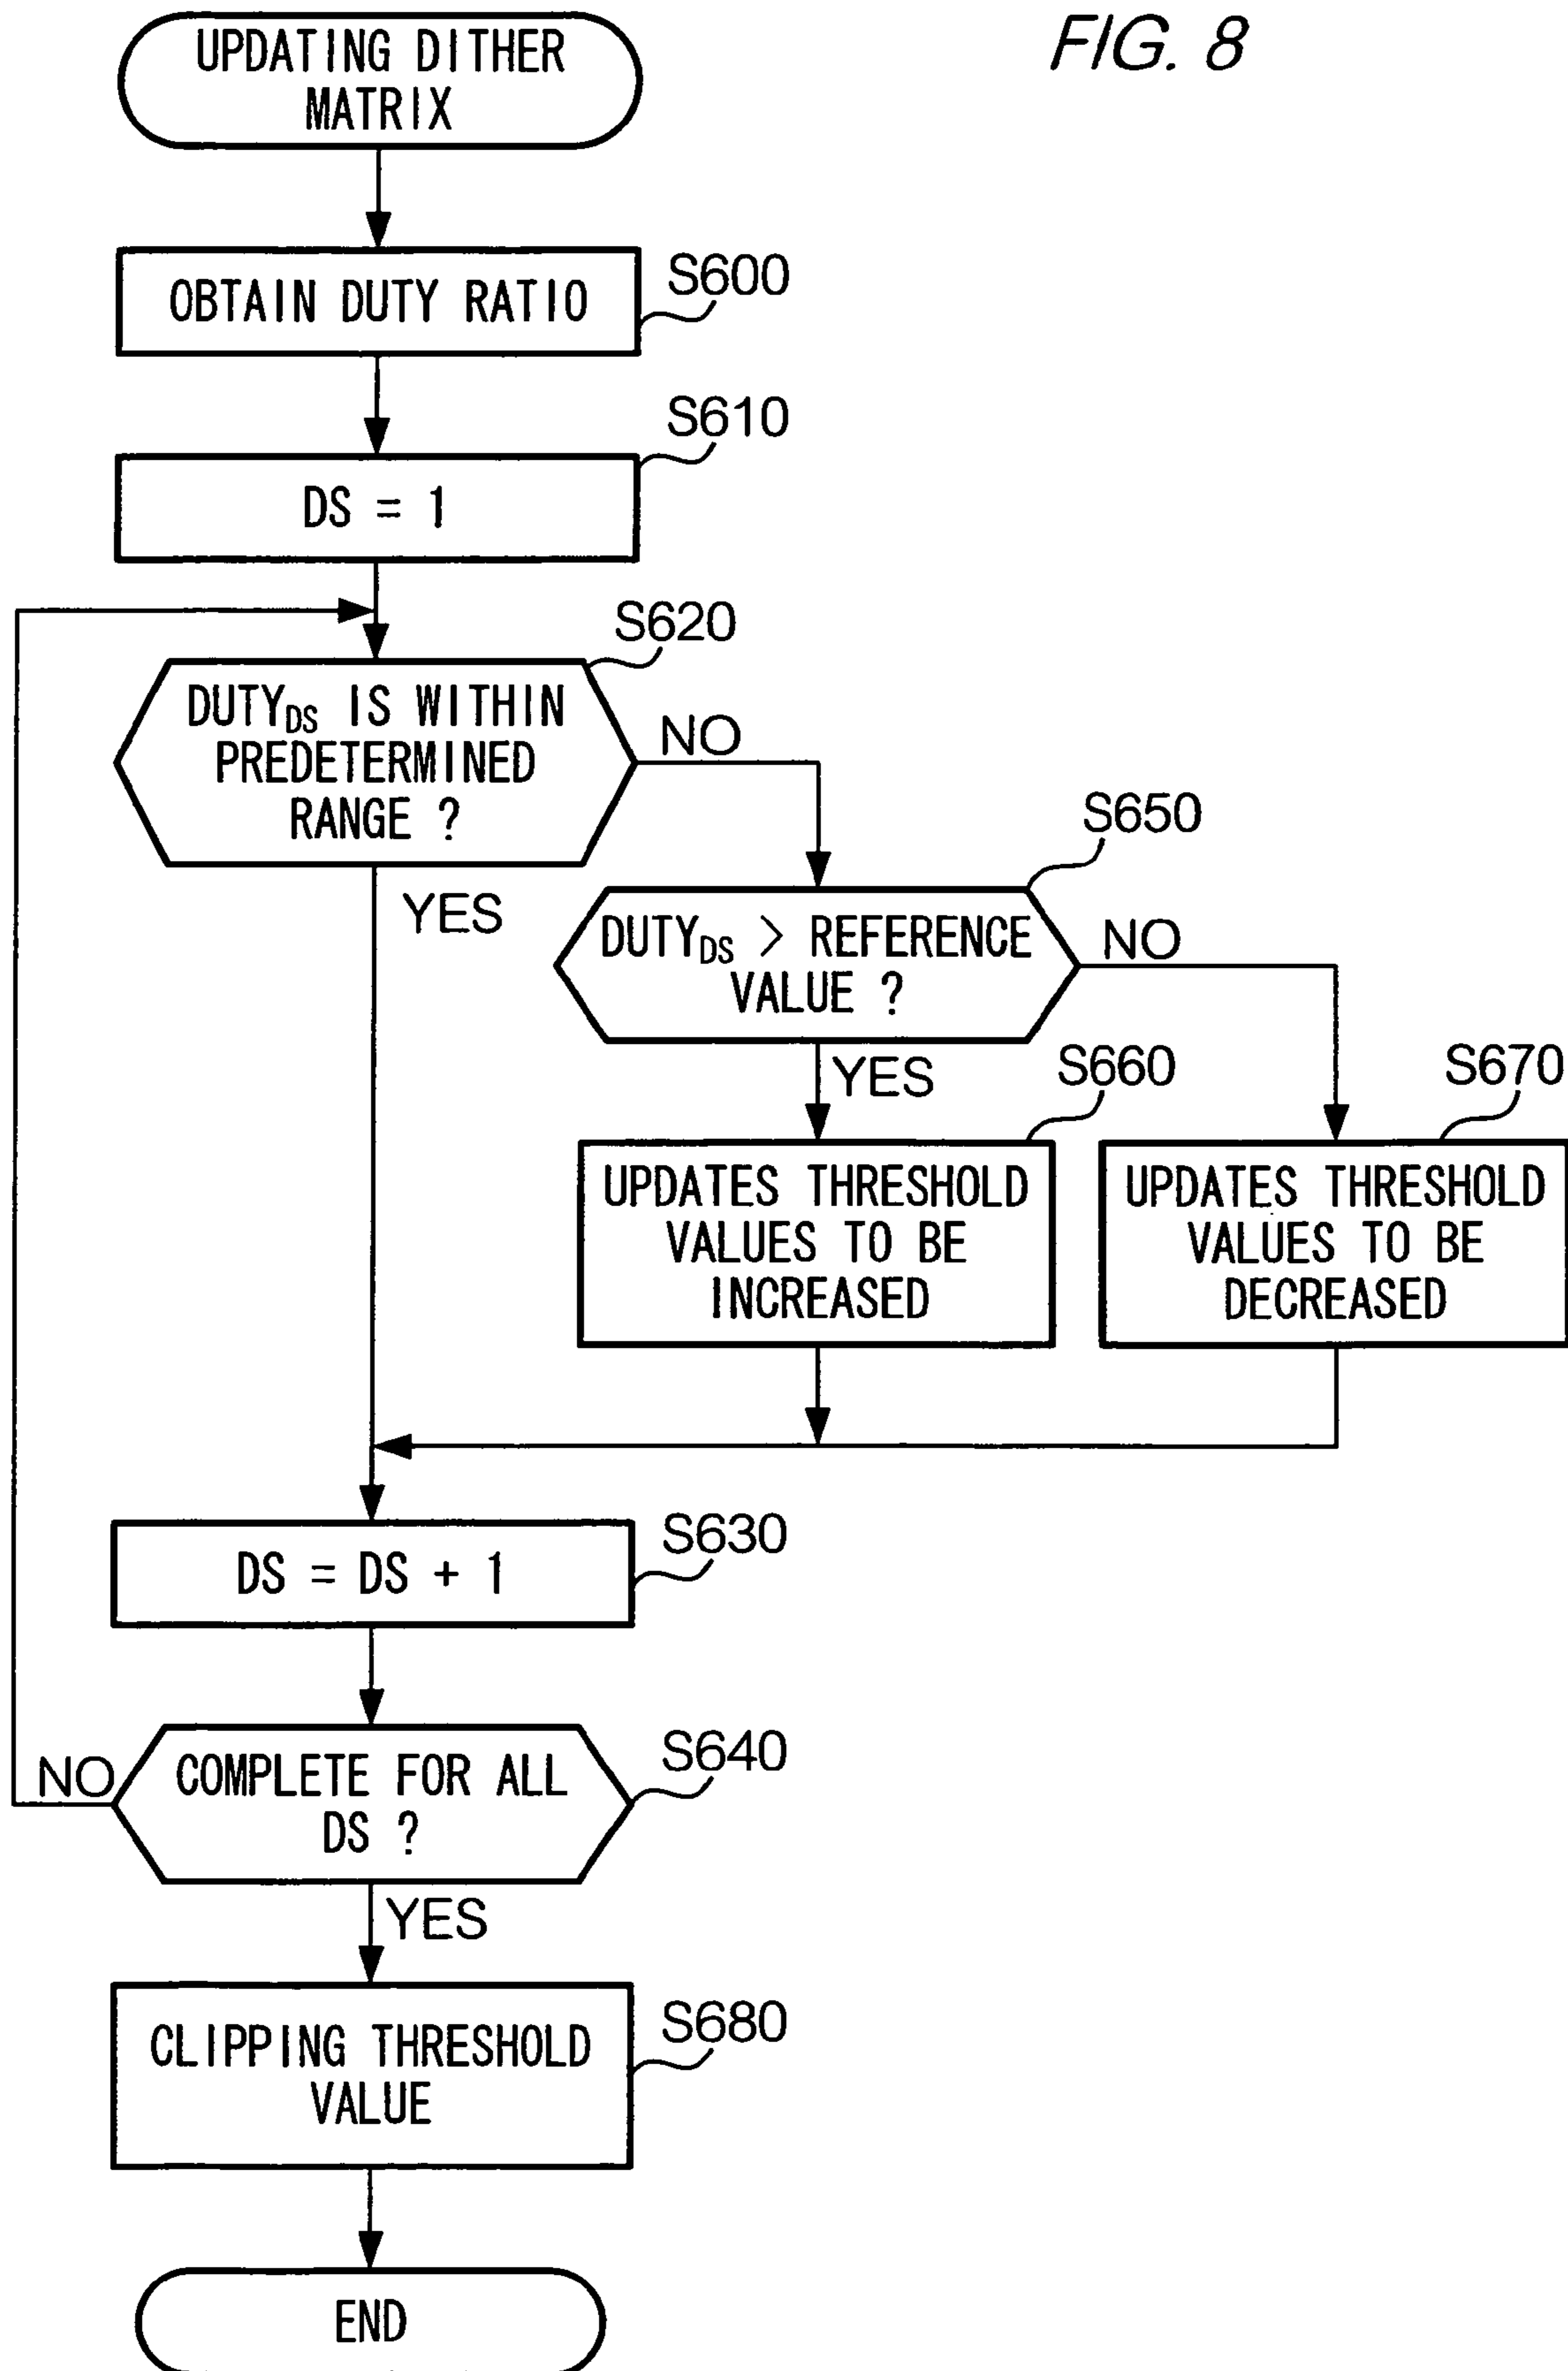 FIG. 8
UPDATING DITHER
MATRIX
OBTAIN DUTY RATIO
S600
S610
DS = 1
S620
DUTYDS IS WITHIN
PREDETERMINED
RANGE ?
NO
YES
S650
DUTYDS > REFERENCE
VALUE ?
NO
YES
S660
S670
UPDATES THRESHOLD
VALUES TO BE
INCREASED
UPDATES THRESHOLD
VALUES TO BE
DECREASED
S630
DS = DS + 1
S640
NO
COMPLETE FOR ALL
DS ?
YES
S680
CLIPPING THRESHOLD
VALUE
END